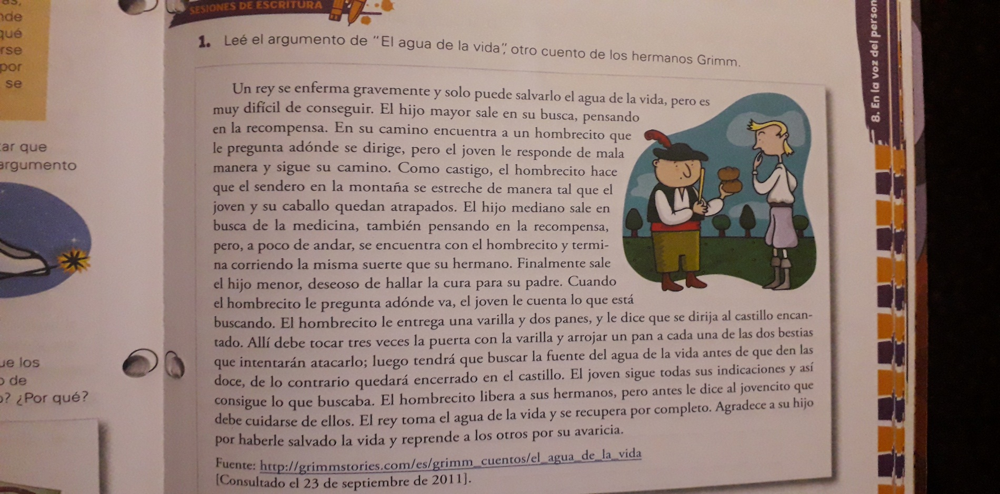 as,
nde
qué
rse
por
se
tar que
argumento
ue los
o de
o? ¿Por qué?
SESIONES DE ESCRITURA
1. Leé el argumento de "El agua de la vida", otro cuento de los hermanos Grimm.
Un rey se enferma gravemente y solo puede salvarlo el agua de la vida, pero es
muy difícil de conseguir. El hijo mayor sale en su busca, pensando
en la recompensa. En su camino encuentra a un hombrecito que
le pregunta adónde se dirige, pero el joven le responde de mala
manera y sigue su camino. Como castigo, el hombrecito hace
que el sendero en la montaña se estreche de manera tal que el
joven y su caballo quedan atrapados. El hijo mediano sale en
busca de la medicina, también pensando en la recompensa,
pero, a poco de andar, se encuentra con el hombrecito y termi-
na corriendo la misma suerte que su hermano. Finalmente sale
el hijo menor, deseoso de hallar la cura para su padre. Cuando
el hombrecito le pregunta adónde va, el joven le cuenta lo que está
buscando. El hombrecito le entrega una varilla y dos panes, y le dice que se dirija al castillo encan-
tado. Allí debe tocar tres veces la puerta con la varilla y arrojar un pan a cada una de las dos bestias
que intentarán atacarlo; luego tendrá que buscar la fuente del agua de la vida antes de que den las
doce, de lo contrario quedará encerrado en el castillo. El joven sigue todas sus indicaciones y así
consigue lo que buscaba. El hombrecito libera a sus hermanos, pero antes le dice al jovencito que
debe cuidarse de ellos. El rey toma el agua de la vida y se recupera por completo. Agradece a su hijo
por haberle salvado la vida y reprende a los otros por su avaricia.
Fuente: http://grimmstories.com/es/grimm_cuentos/el_agua_de_la_vida
[Consultado el 23 de septiembre de 2011].
8. En la voz del person